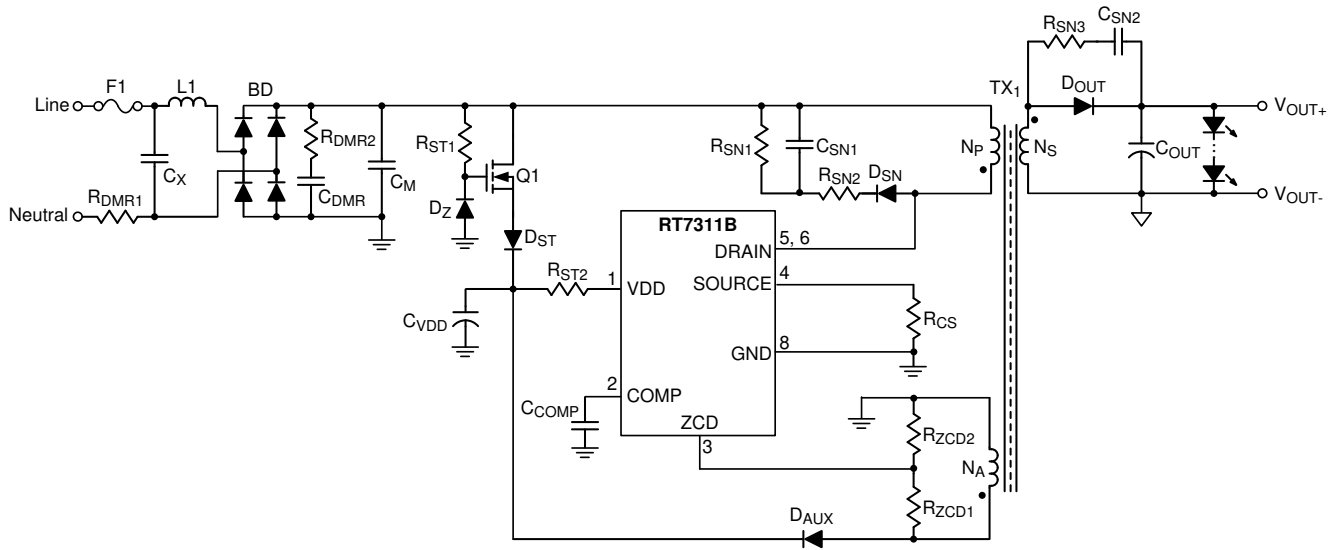 RSN3
CSN2
F1
L1
BD
TX1
DOUT
Line
VOUT+
RDMR2
RST1
RSN1
CSN1
NP
NS
COUT
CX
CM
Q1
RSN2
DSN
Neutral
RDMR1
CDMR
DZ
VOUT-
RT7311B
DST
DRAIN
5, 6
RST2
1
VDD
SOURCE
4
CVDD
RCS
GND
8
2
COMP
CCOMP
ZCD
3
RZCD2
NA
RZCD1
DAUX